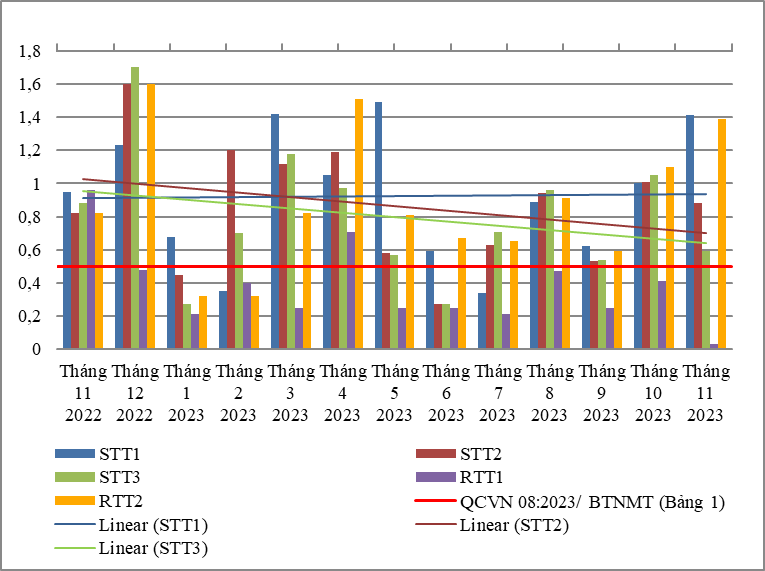 1,8
1,6
1,4
1,2
1
0,8
0,6
0,4
0,2
0
Tháng Tháng Tháng Tháng Tháng Tháng Tháng Tháng Tháng Tháng Tháng Tháng Tháng
11 12 1 2 3 4 5 6 7 8 9 10 11
2022 2022 2023 2023 2023 2023 2023 2023 2023 2023 2023 2023 2023
STT1 STT2
STT3 RTT1
RTT2 QCVN 08:2023/ BTNMT (Bảng 1)
Linear (STT1) Linear (STT2)
Linear (STT3)